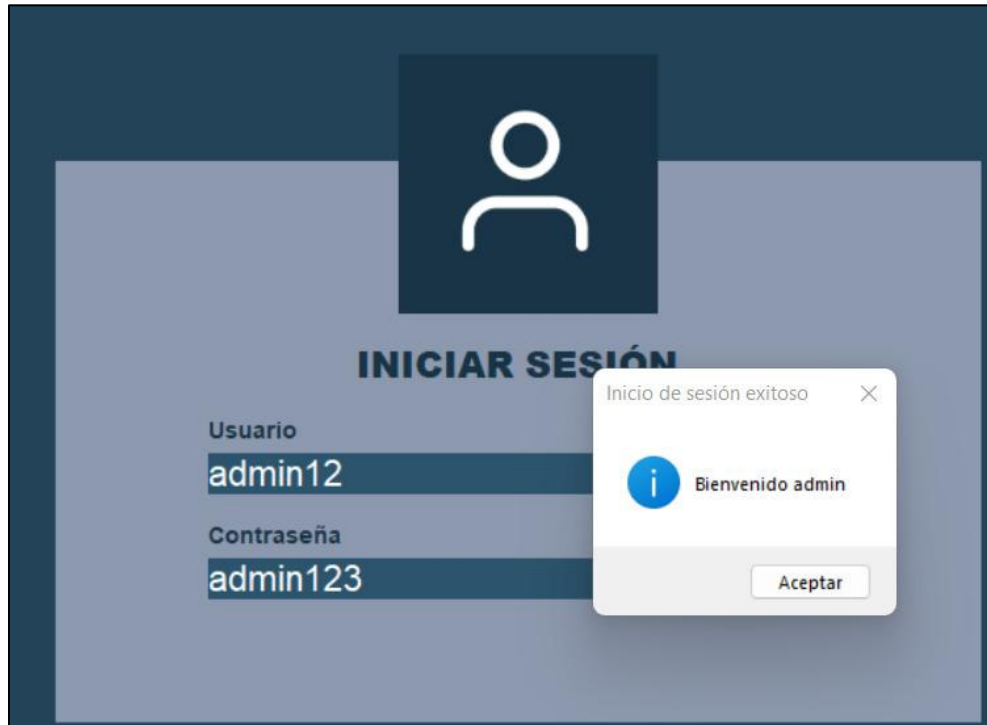 INICIAR SESIÓN
Inicio de sesión exitoso
Usuario
admin12
Bienvenido admin
Contraseña
admin123
Aceptar